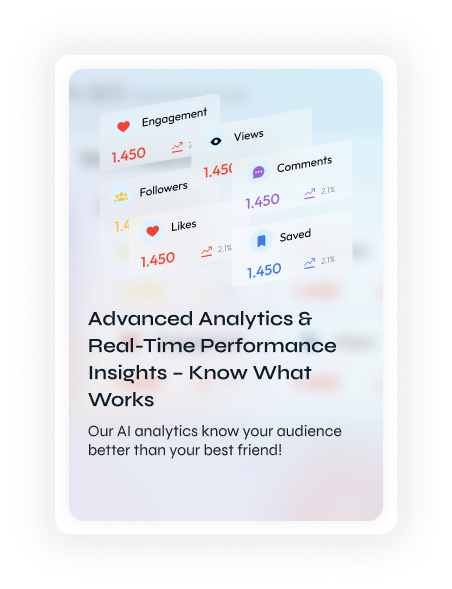 Engagement
1.450
Views
1.450
Comments
1.450 2.1%
Followers
Likes
1.450 2.1%
Saved
1.450 2.1%
Advanced Analytics &
Real-Time Performance
Insights – Know What
Works
Our AI analytics know your audience
better than your best friend!